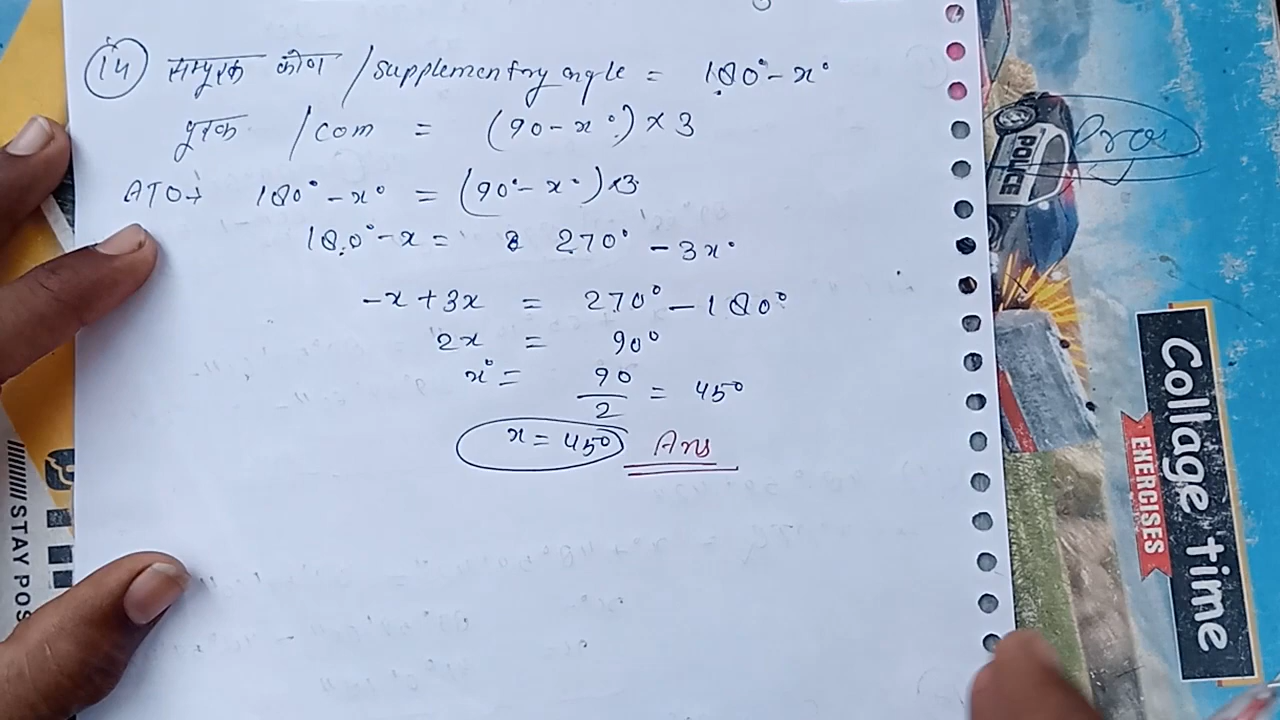 14 सम्पुरक कोण / supplementry angle = 180° - x°
पुरक / com = (90 - x°) × 3
ATQ→ 180° - x° = (90° - x°) × 3
180° - x = 270° - 3x°
-x + 3x = 270° - 180°
2x = 90°
x° = 90/2 = 45°
x = 45° Ans
POLICE
Pro
Collage time
EXERCISES
STAY POS